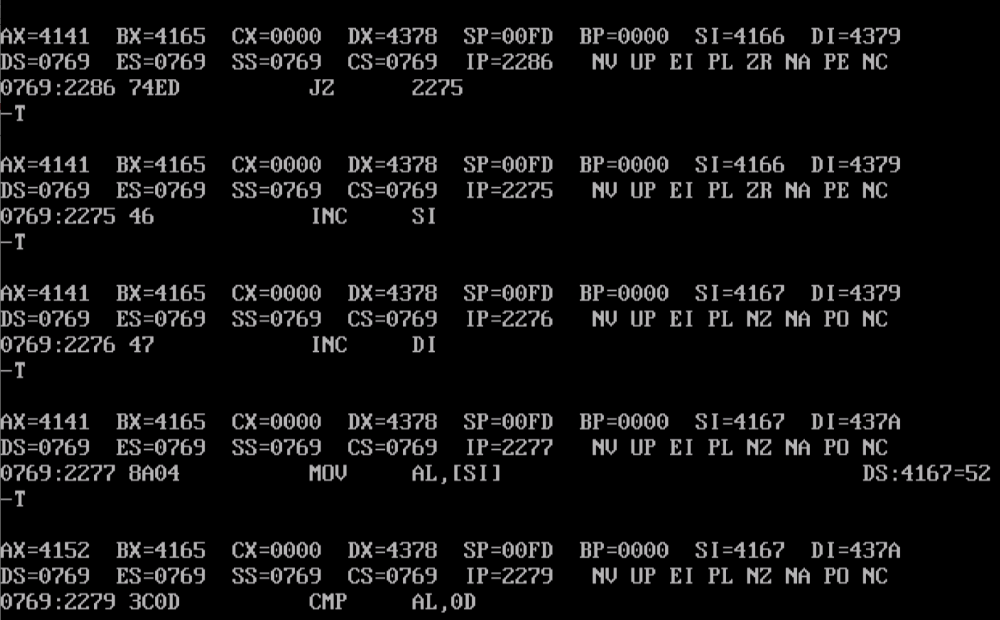 AX=4141  BX=4165  CX=0000  DX=4378  SP=00FD  BP=0000  SI=4166  DI=4379
DS=0769  ES=0769  SS=0769  CS=0769  IP=2286   NV UP EI PL ZR NA PE NC
0769:2286 74ED          JZ      2275
-T
AX=4141  BX=4165  CX=0000  DX=4378  SP=00FD  BP=0000  SI=4166  DI=4379
DS=0769  ES=0769  SS=0769  CS=0769  IP=2275   NV UP EI PL ZR NA PE NC
0769:2275 46            INC     SI
-T
AX=4141  BX=4165  CX=0000  DX=4378  SP=00FD  BP=0000  SI=4167  DI=4379
DS=0769  ES=0769  SS=0769  CS=0769  IP=2276   NV UP EI PL NZ NA PO NC
0769:2276 47            INC     DI
-T
AX=4141  BX=4165  CX=0000  DX=4378  SP=00FD  BP=0000  SI=4167  DI=437A
DS=0769  ES=0769  SS=0769  CS=0769  IP=2277   NV UP EI PL NZ NA PO NC
0769:2277 8A04          MOV     AL,[SI]                            DS:4167=52
-T
AX=4152  BX=4165  CX=0000  DX=4378  SP=00FD  BP=0000  SI=4167  DI=437A
DS=0769  ES=0769  SS=0769  CS=0769  IP=2279   NV UP EI PL NZ NA PO NC
0769:2279 3C0D          CMP     AL,0D